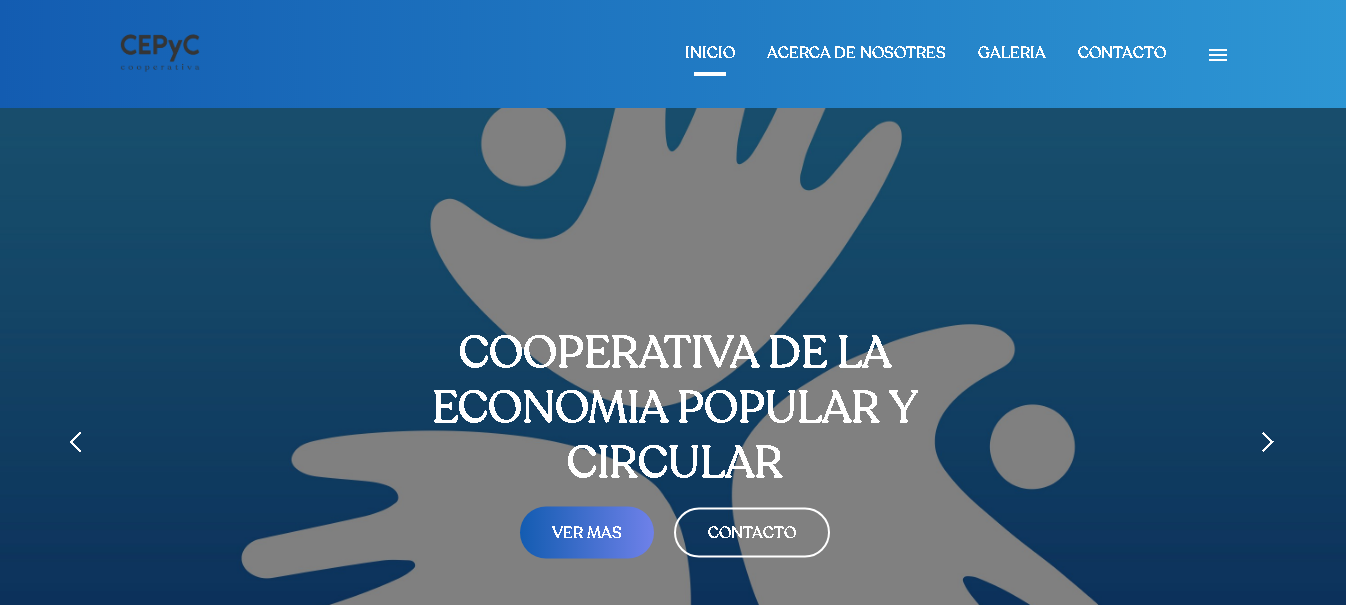 CEPyC
cooperativa
INICIO
ACERCA DE NOSOTRES
GALERIA
CONTACTO
COOPERATIVA DE LA
ECONOMIA POPULAR Y
CIRCULAR
VER MAS
CONTACTO